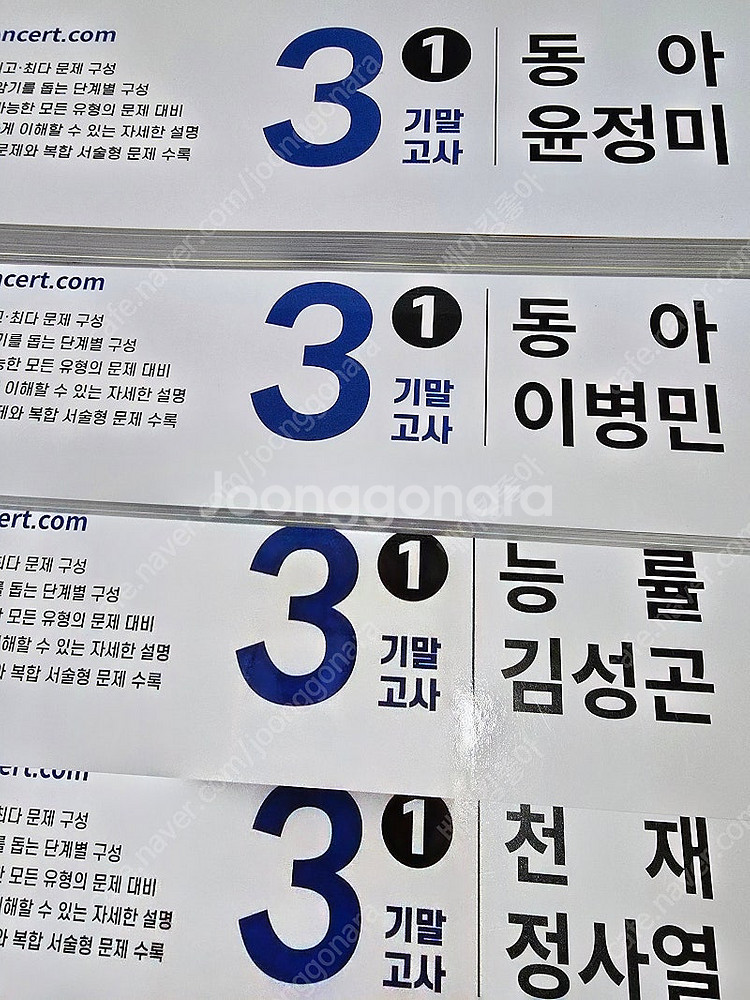 ncert.com
고·최다 문제 구성
암기를 돕는 단계별 구성
가능한 모든 유형의 문제 대비
게 이해할 수 있는 자세한 설명
문제와 복합 서술형 문제 수록
3 1
기말
고사
동 아
윤정미
cert.com
고·최다 문제 구성
기를 돕는 단계별 구성
능한 모든 유형의 문제 대비
이해할 수 있는 자세한 설명
제와 복합 서술형 문제 수록
3 1
기말
고사
동 아
이병민
Joonggonara
ert.com
최다 문제 구성
를 돕는 단계별 구성
모든 유형의 문제 대비
이해할 수 있는 자세한 설명
와 복합 서술형 문제 수록
3 1
기말
고사
능 률
김성곤
ert.com
최다 문제 구성
를 돕는 단계별 구성
모든 유형의 문제 대비
이해할 수 있는 자세한 설명
와 복합 서술형 문제 수록
3 1
기말
고사
천 재
정사열